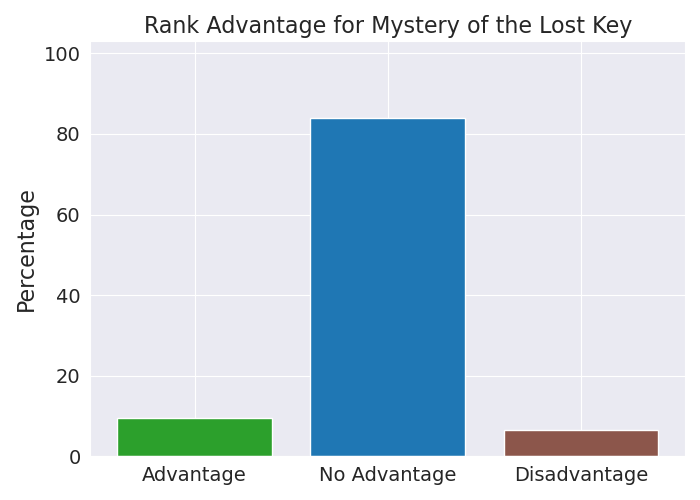 Rank Advantage for Mystery of the Lost Key
100
80
60
40
20
0
Percentage
Advantage
No Advantage
Disadvantage